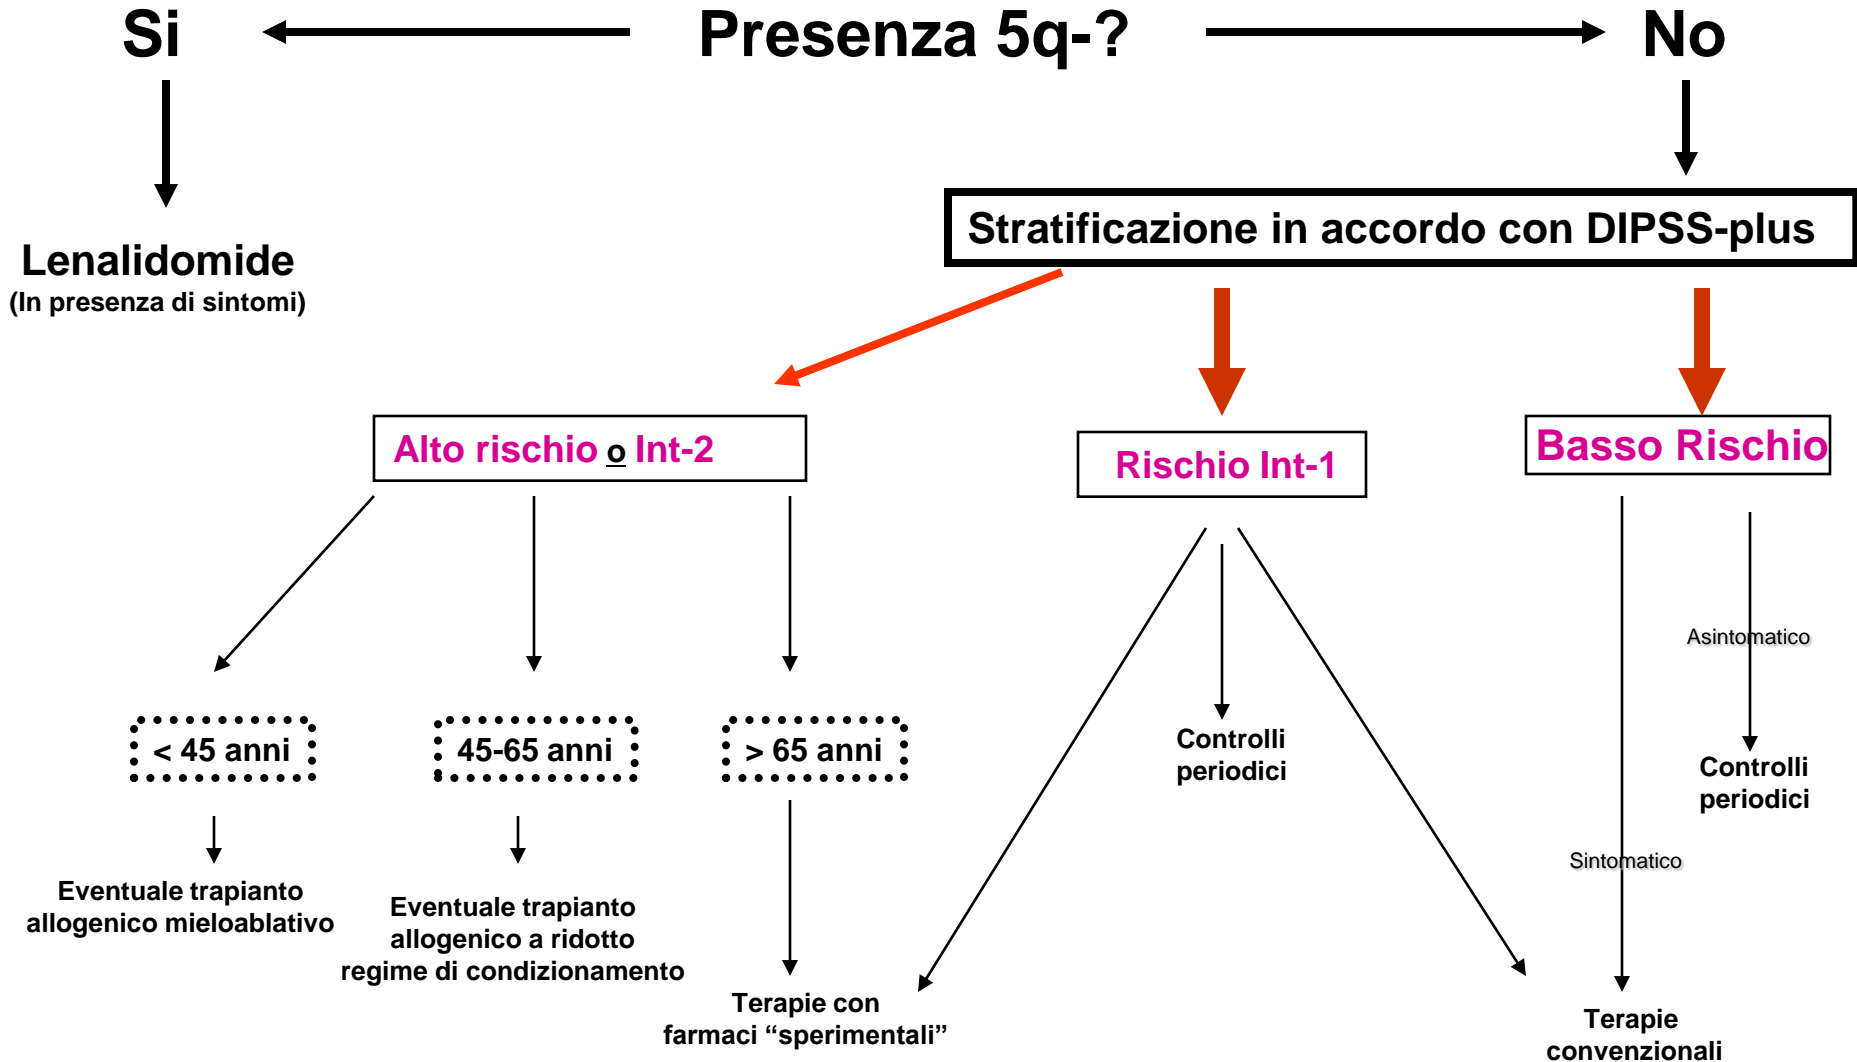 Si
Presenza 5q-?
No
Stratificazione in accordo con DIPSS-plus
Lenalidomide
(In presenza di sintomi)
Alto rischio o Int-2
Rischio Int-1
Basso Rischio
Asintomatico
< 45 anni
45-65 anni
> 65 anni
Controlli
periodici
Controlli
periodici
Sintomatico
Eventuale trapianto
allogenico mieloablativo
Eventuale trapianto
allogenico a ridotto
regime di condizionamento
Terapie con
farmaci “sperimentali”
Terapie
convenzionali